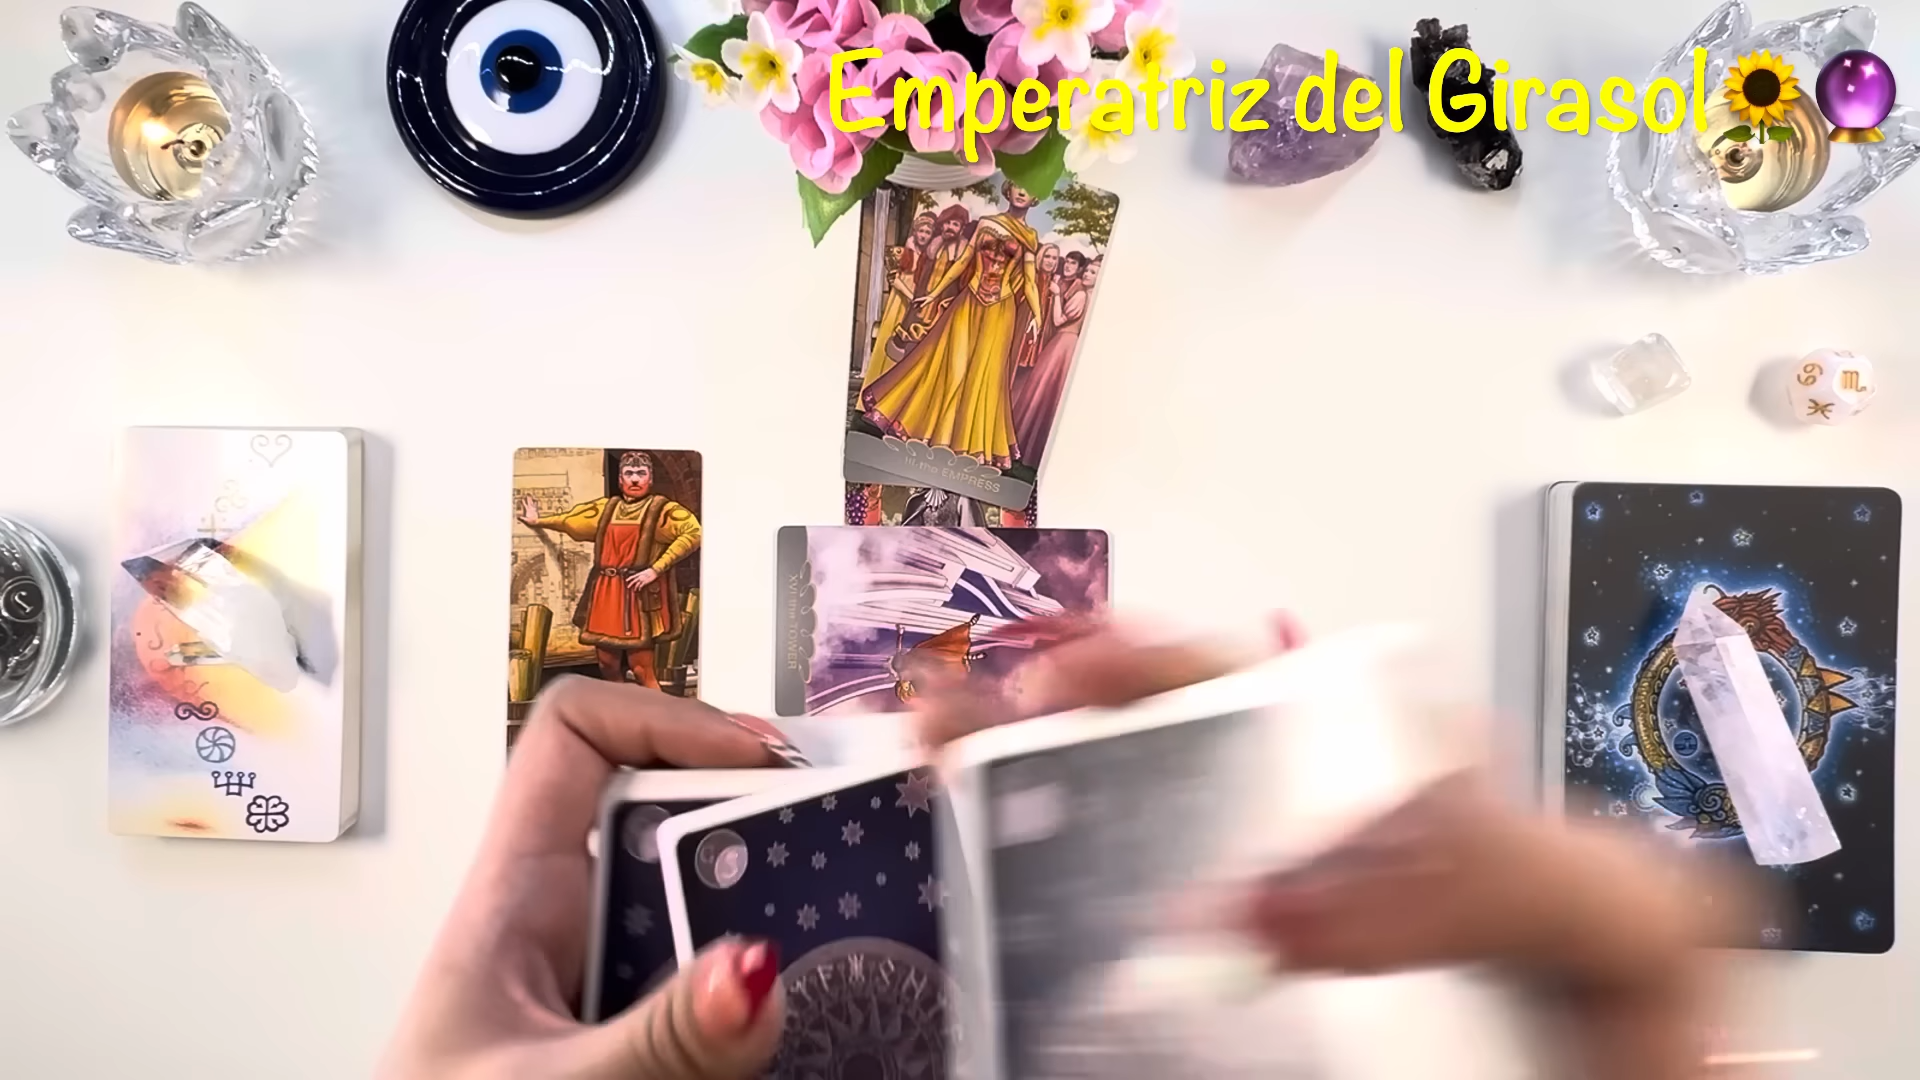 Emperatriz del Girasol🌻🔮
III the EMPRESS
XVI the TOWER